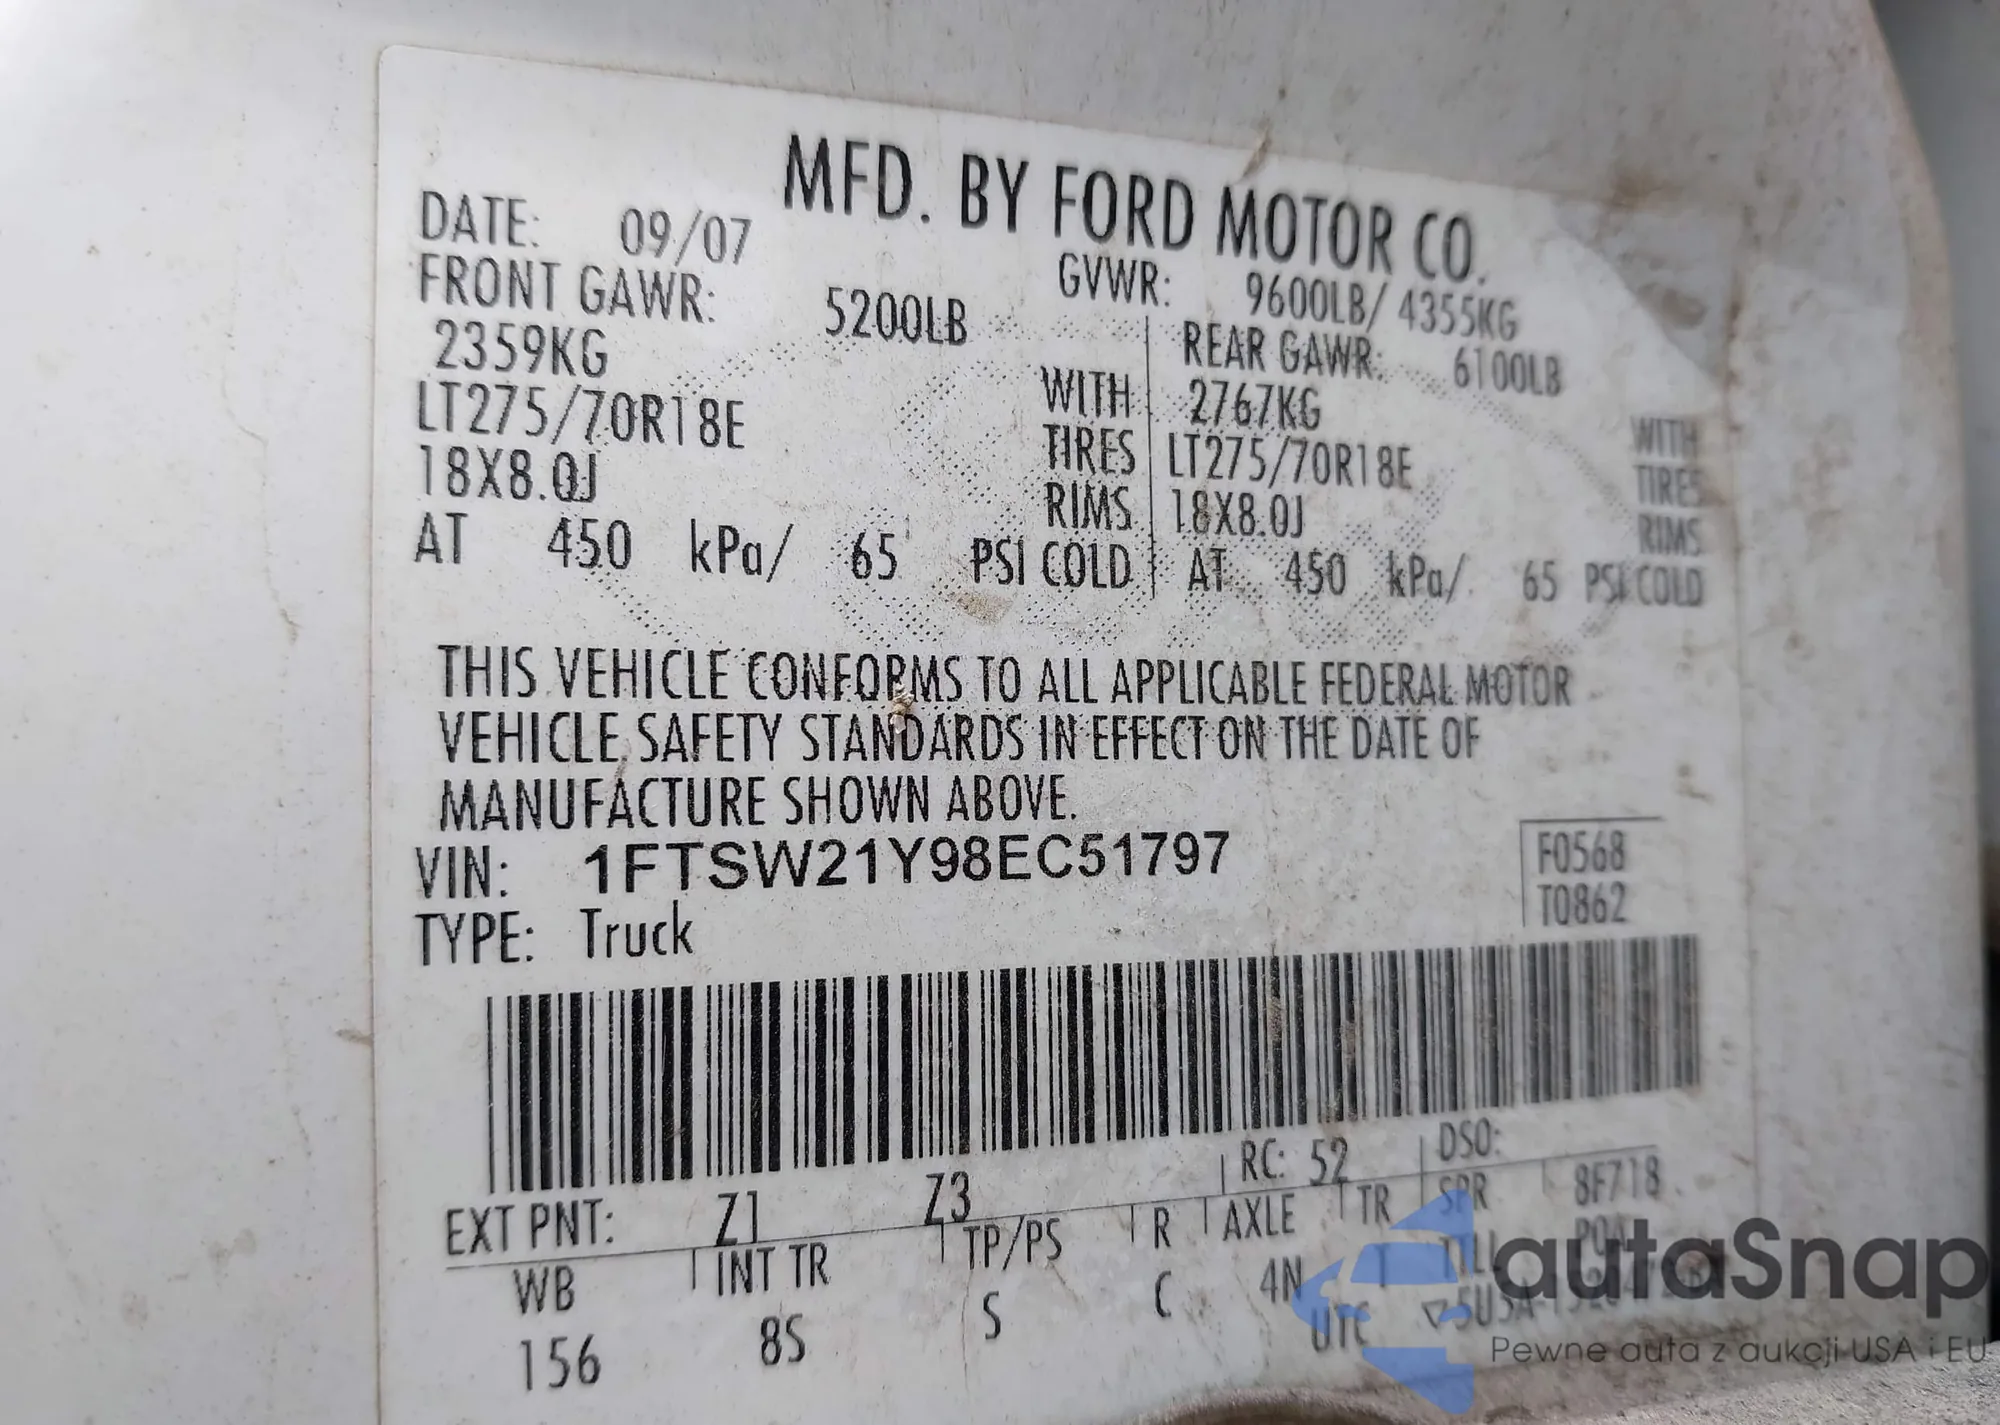 MFD. BY FORD MOTOR CO.
DATE: 09/07
GVWR: 9600LB/ 4355KG
FRONT GAWR: 5200LB
REAR GAWR: 6100LB
2359KG WITH
2767KG WITH
LT275/70R18E TIRES
LT275/70R18E TIRES
18X8.0J RIMS
18X8.0J RIMS
AT 450 kPa/ 65 PSI COLD
AT 450 kPa/ 65 PSI COLD
THIS VEHICLE CONFORMS TO ALL APPLICABLE FEDERAL MOTOR
VEHICLE SAFETY STANDARDS IN EFFECT ON THE DATE OF
MANUFACTURE SHOWN ABOVE.
VIN: 1FTSW21Y98EC51797
F0568
TYPE: Truck
T0862
EXT PNT: Z1 Z3 RC: 52 DSO:
WB INT TR TP/PS R AXLE TR SPR 8F718
156 8S S C 4N T
UTC
autaSnap
Pewne auta z aukcji USA i EU